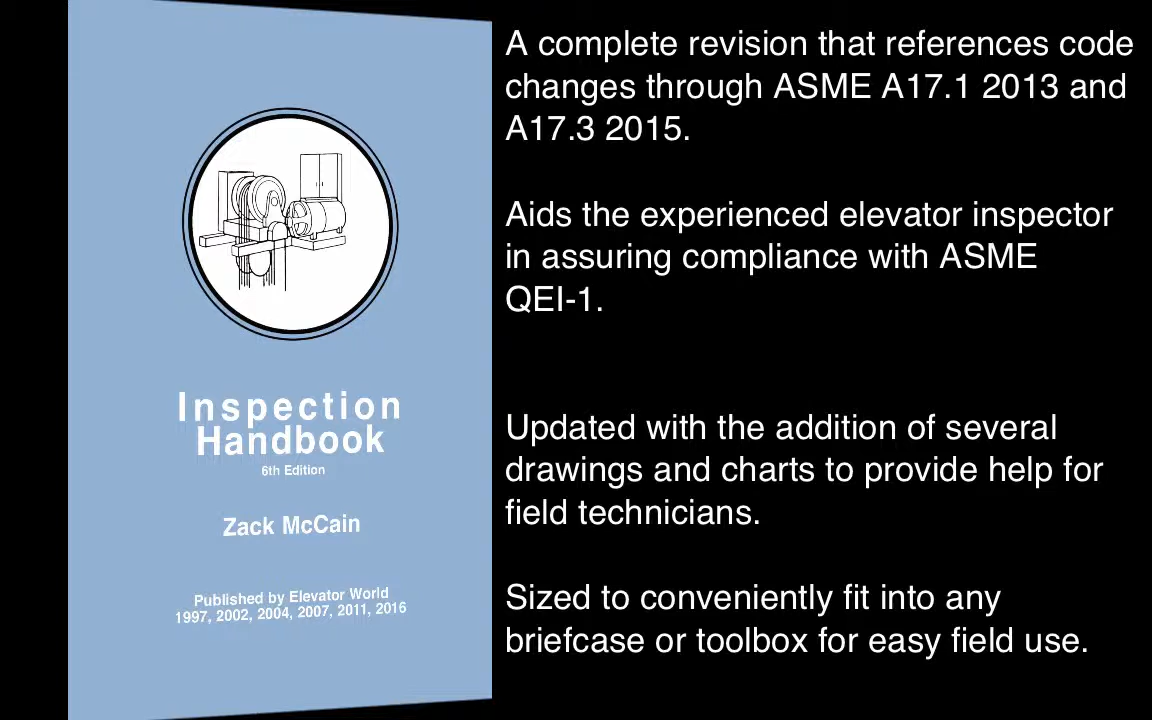 Inspection
Handbook
6th Edition
Zack McCain
Published by Elevator World
1997, 2002, 2004, 2007, 2011, 2016
A complete revision that references code
changes through ASME A17.1 2013 and
A17.3 2015.
Aids the experienced elevator inspector
in assuring compliance with ASME
QEI-1.
Updated with the addition of several
drawings and charts to provide help for
field technicians.
Sized to conveniently fit into any
briefcase or toolbox for easy field use.